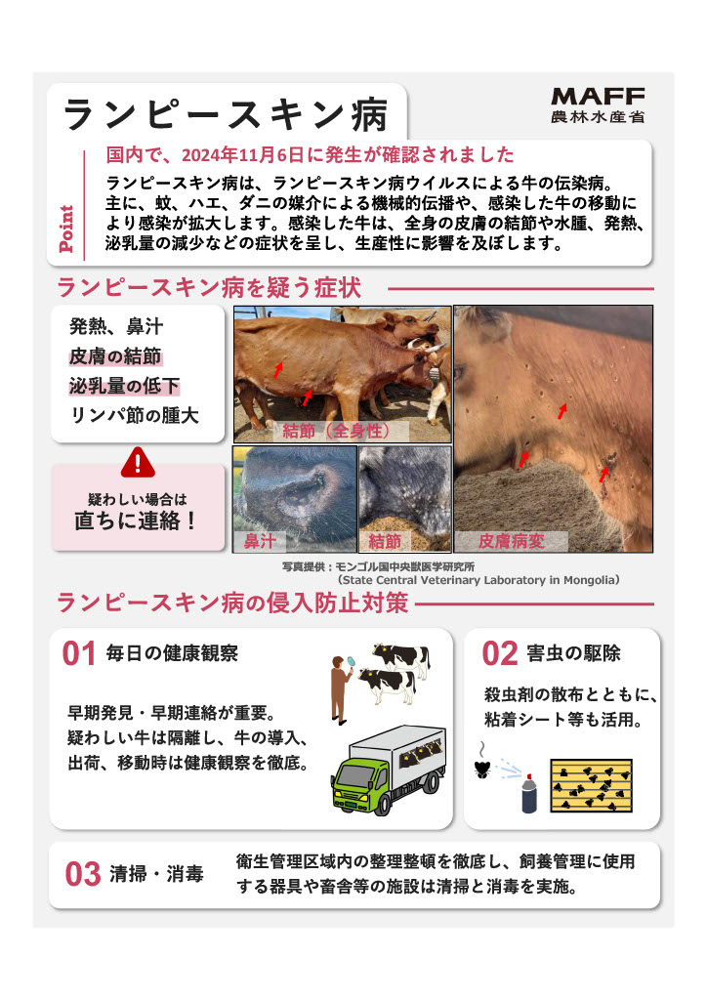 ランピースキン病
MAFF
農林水産省
Point
国内で、2024年11月6日に発生が確認されました
ランピースキン病は、ランピースキン病ウイルスによる牛の伝染病。
主に、蚊、ハエ、ダニの媒介による機械的伝播や、感染した牛の移動に
より感染が拡大します。感染した牛は、全身の皮膚の結節や水腫、発熱、
泌乳量の減少などの症状を呈し、生産性に影響を及ぼします。
ランピースキン病を疑う症状
発熱、鼻汁
皮膚の結節
泌乳量の低下
リンパ節の腫大
疑わしい場合は
直ちに連絡！
結節（全身性）
鼻汁
結節
皮膚病変
写真提供：モンゴル国中央獣医学研究所
（State Central Veterinary Laboratory in Mongolia）
ランピースキン病の侵入防止対策
01 毎日の健康観察
早期発見・早期連絡が重要。
疑わしい牛は隔離し、牛の導入、
出荷、移動時は健康観察を徹底。
02 害虫の駆除
殺虫剤の散布とともに、
粘着シート等も活用。
03 清掃・消毒
衛生管理区域内の整理整頓を徹底し、飼養管理に使用
する器具や畜舎等の施設は清掃と消毒を実施。